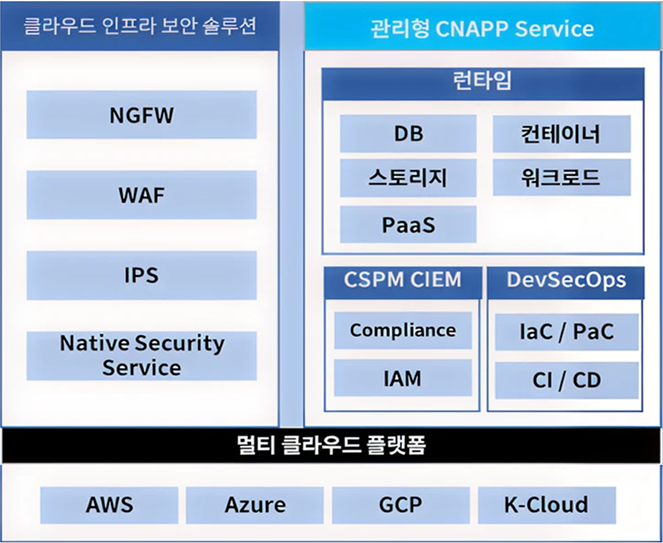 클라우드 인프라 보안 솔루션
NGFW
WAF
IPS
Native Security
Service
관리형 CNAPP Service
런타임
DB
컨테이너
스토리지
워크로드
PaaS
CSPM CIEM
Compliance
IAM
DevSecOps
IaC / PaC
CI / CD
멀티 클라우드 플랫폼
AWS
Azure
GCP
K-Cloud